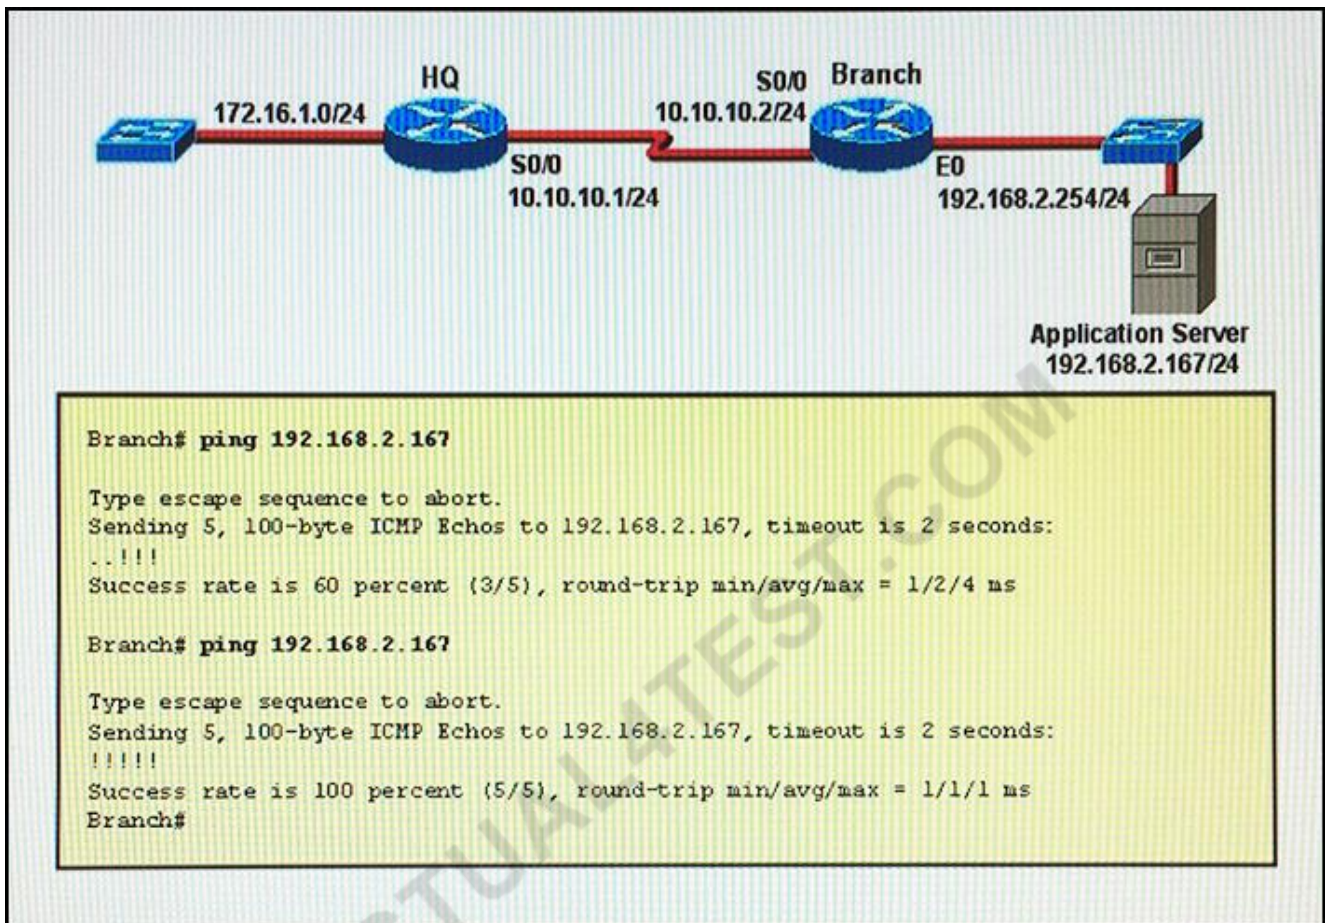 HQ
S0/0
Branch
172.16.1.0/24
10.10.10.2/24
S0/0
10.10.10.1/24
E0
192.168.2.254/24
Application Server
192.168.2.167/24
Branch# ping 192.168.2.167
Type escape sequence to abort.
Sending 5, 100-byte ICMP Echos to 192.168.2.167, timeout is 2 seconds:
..!!!
Success rate is 60 percent (3/5), round-trip min/avg/max = 1/2/4 ms
Branch# ping 192.168.2.167
Type escape sequence to abort.
Sending 5, 100-byte ICMP Echos to 192.168.2.167, timeout is 2 seconds:
!!!!!
Success rate is 100 percent (5/5), round-trip min/avg/max = 1/1/1 ms
Branch#
CTUAL4TEST.COM